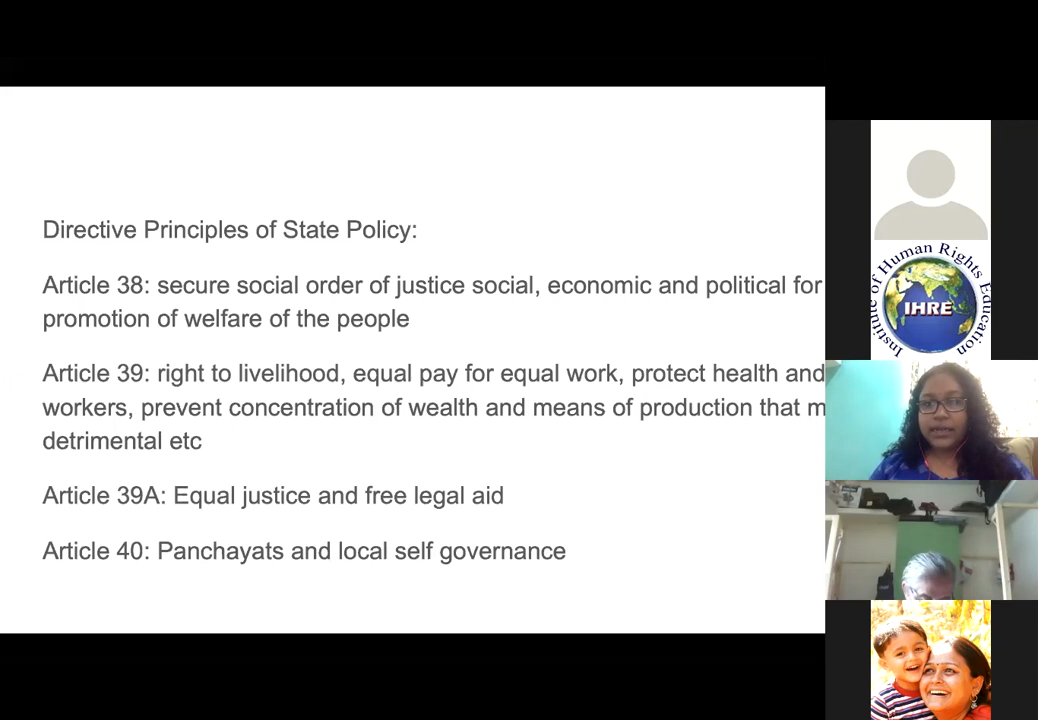 Directive Principles of State Policy:
Article 38: secure social order of justice social, economic and political for
promotion of welfare of the people
Article 39: right to livelihood, equal pay for equal work, protect health and
workers, prevent concentration of wealth and means of production that m
detrimental etc
Article 39A: Equal justice and free legal aid
Article 40: Panchayats and local self governance
Institute of Human Rights Education
IHRE